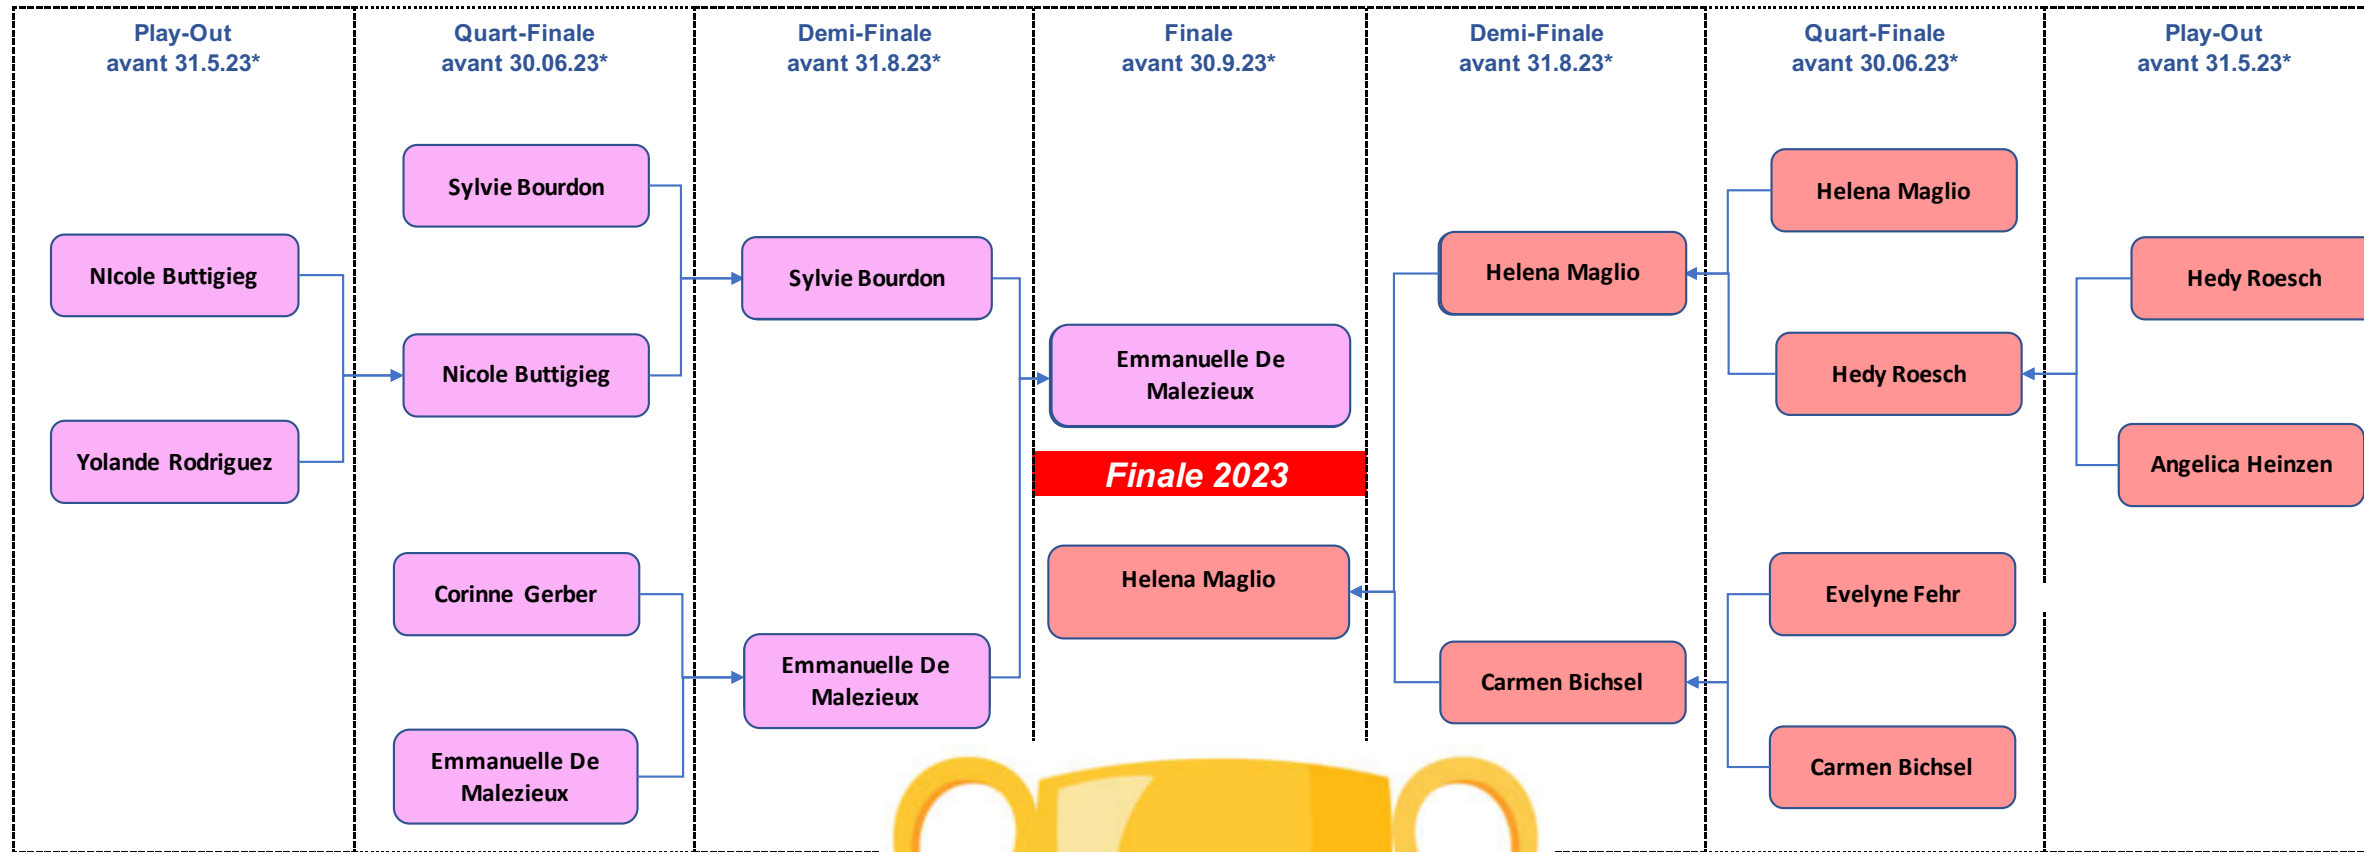 Play-Out
avant 31.5.23*
Quart-Finale
avant 30.06.23*
Demi-Finale
avant 31.8.23*
Finale
avant 30.9.23*
Demi-Finale
avant 31.8.23*
Quart-Finale
avant 30.06.23*
Play-Out
avant 31.5.23*
NIcole Buttigieg
Yolande Rodriguez
Sylvie Bourdon
Nicole Buttigieg
Corinne Gerber
Emmanuelle De
Malezieux
Sylvie Bourdon
Emmanuelle De
Malezieux
Emmanuelle De
Malezieux
Finale 2023
Helena Maglio
Helena Maglio
Carmen Bichsel
Helena Maglio
Hedy Roesch
Evelyne Fehr
Carmen Bichsel
Hedy Roesch
Angelica Heinzen